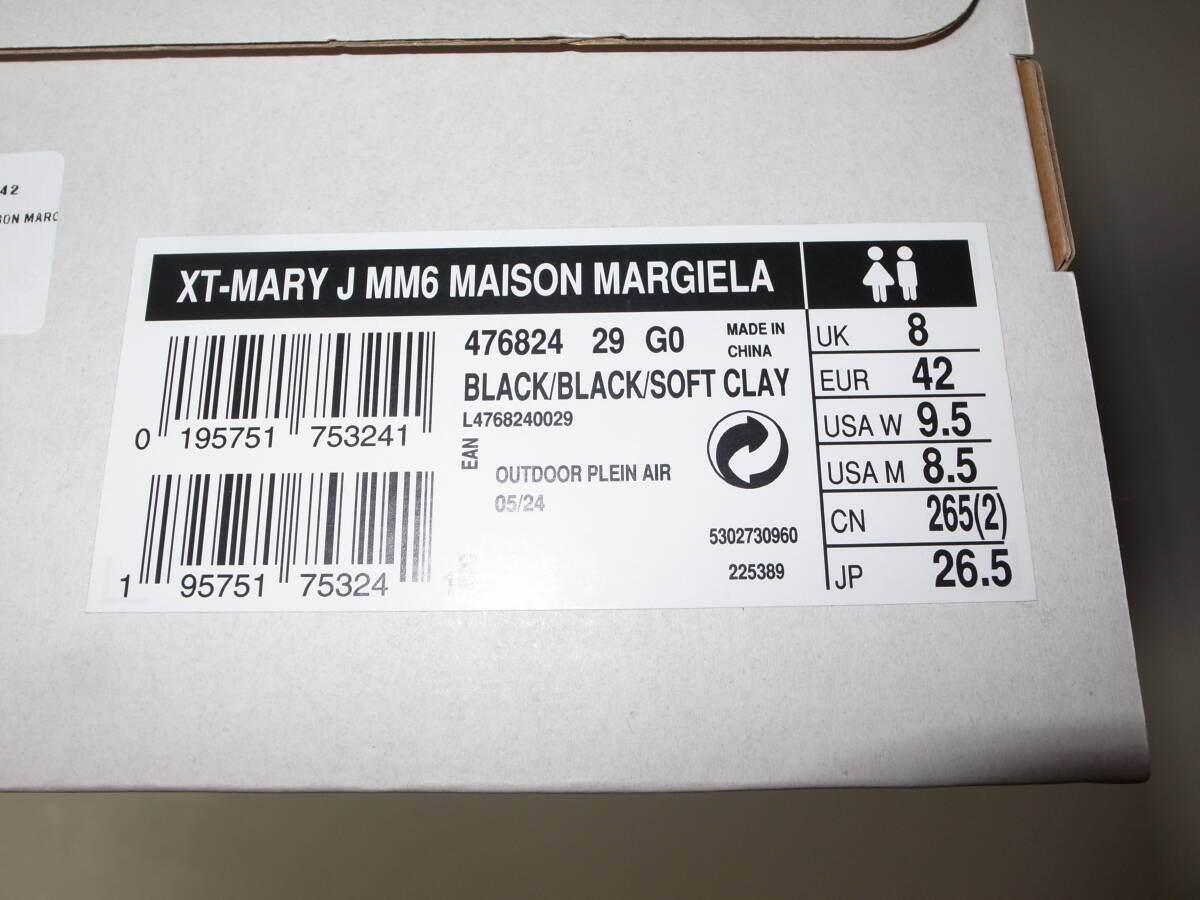 42
XT-MARY J MM6 MAISON MARGIELA
476824 29 G0
MADE IN
CHINA
BLACK/BLACK/SOFT CLAY
L4768240029
EAN
OUTDOOR PLEIN AIR
05/24
5302730960
225389
0 195751 753241
1 95751 75324
UK 8
EUR 42
USA W 9.5
USA M 8.5
CN 265(2)
JP 26.5